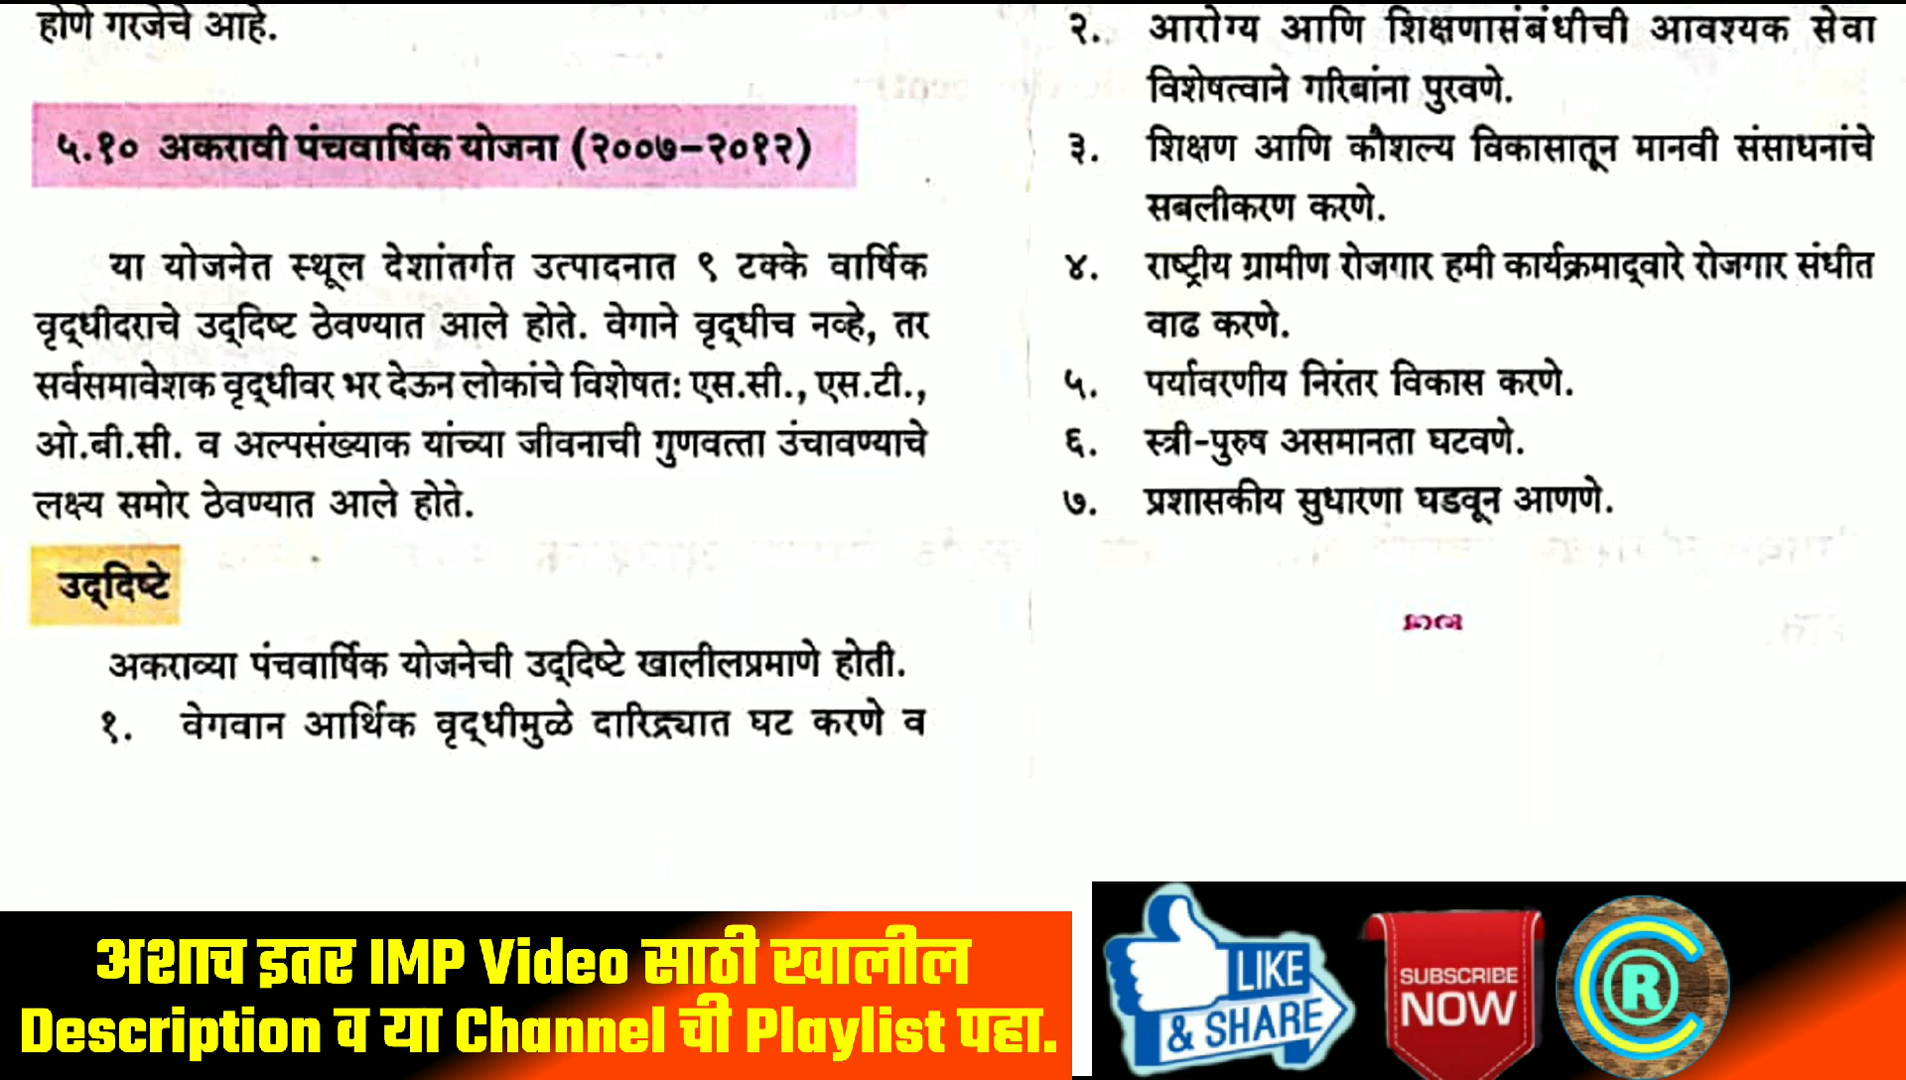 होणे गरजेचे आहे.
५.१० अकरावी पंचवार्षिक योजना (२००७–२०१२)
या योजनेत स्थूल देशांतर्गत उत्पादनात ९ टक्के वार्षिक
वृद्धीदराचे उद्दिष्ट ठेवण्यात आले होते. वेगाने वृद्धीच नव्हे, तर
सर्वसमावेशक वृद्धीवर भर देऊन लोकांचे विशेषत: एस.सी., एस.टी.,
ओ.बी.सी. व अल्पसंख्याक यांच्या जीवनाची गुणवत्ता उंचावण्याचे
लक्ष्य समोर ठेवण्यात आले होते.
उद्दिष्टे
अकराव्या पंचवार्षिक योजनेची उद्दिष्टे खालीलप्रमाणे होती.
१. वेगवान आर्थिक वृद्धीमुळे दारिद्र्यात घट करणे व
२. आरोग्य आणि शिक्षणासंबंधीची आवश्यक सेवा
विशेषत्वाने गरिबांना पुरवणे.
३. शिक्षण आणि कौशल्य विकासातून मानवी संसाधनांचे
सबलीकरण करणे.
४. राष्ट्रीय ग्रामीण रोजगार हमी कार्यक्रमाद्वारे रोजगार संधीत
वाढ करणे.
५. पर्यावरणीय निरंतर विकास करणे.
६. स्त्री-पुरुष असमानता घटवणे.
७. प्रशासकीय सुधारणा घडवून आणणे.
अशाच इतर IMP Video साठी खालील
Description व या Channel ची Playlist पहा.
LIKE
& SHARE
SUBSCRIBE
NOW
R